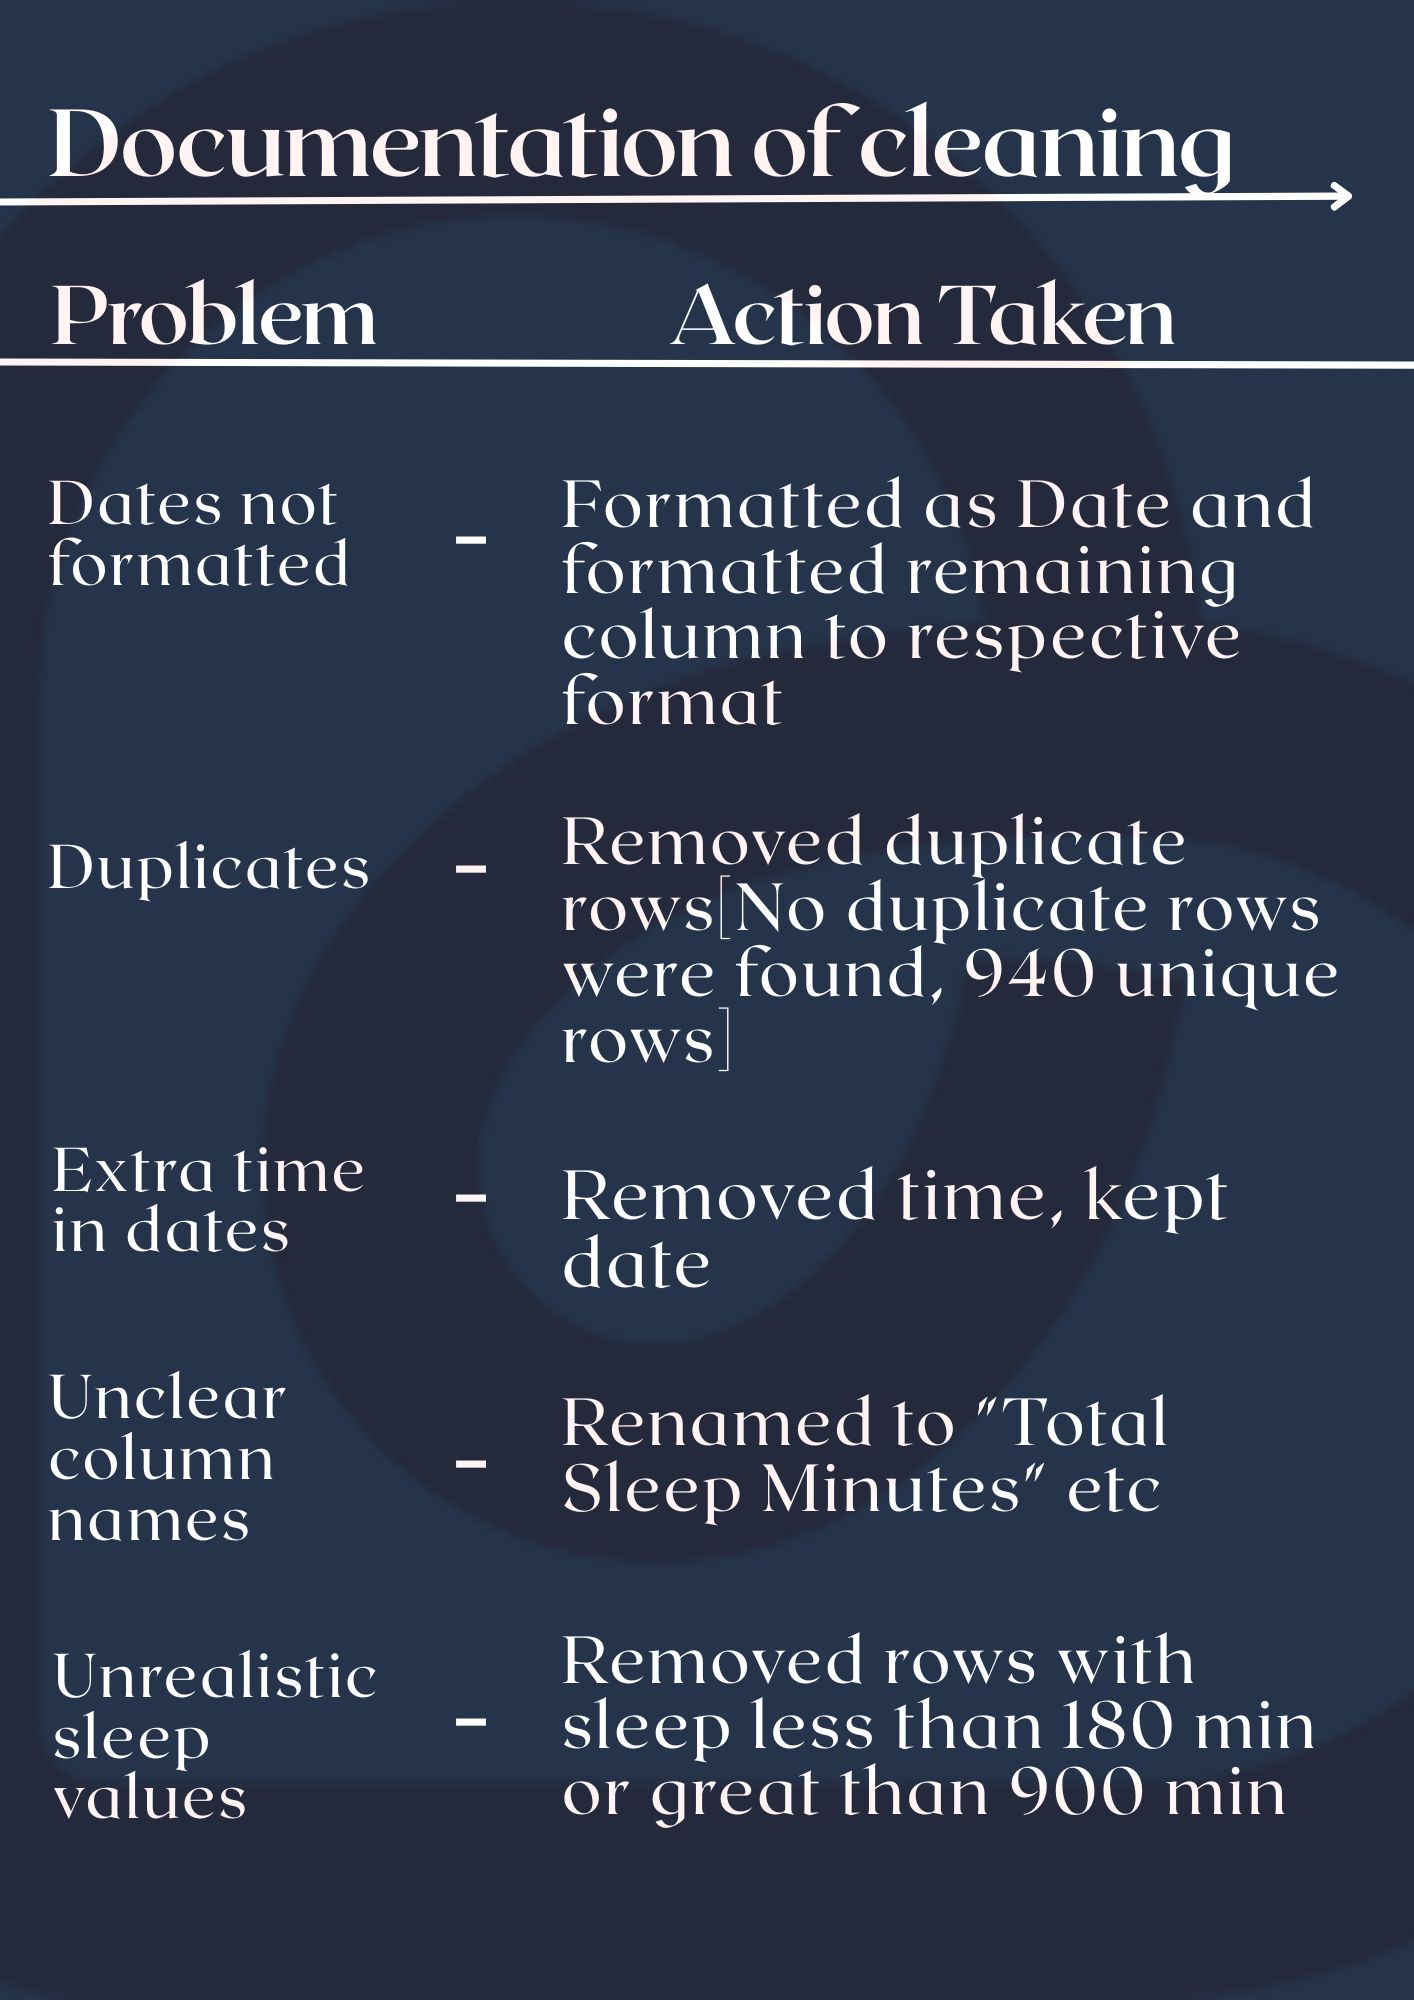 Documentation of cleaning
Problem Action Taken
Dates not
formatted
-
Formatted as Date and
formatted remaining
column to respective
format
Duplicates
-
Removed duplicate
rows[No duplicate rows
were found, 940 unique
rows]
Extra time
in dates
-
Removed time, kept
date
Unclear
column
names
-
Renamed to "Total
Sleep Minutes" etc
Unrealistic
sleep
values
-
Removed rows with
sleep less than 180 min
or great than 900 min